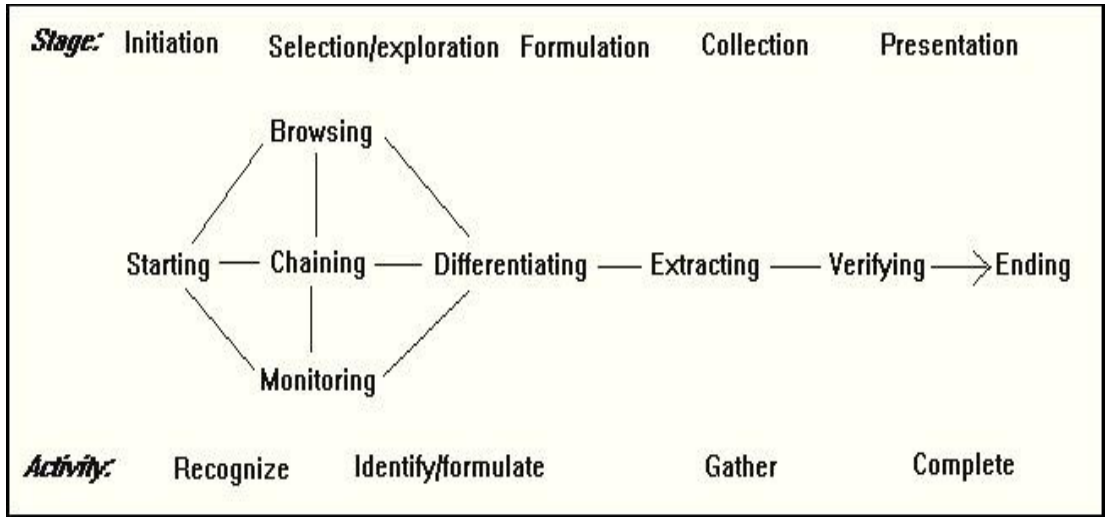 Stage: Initiation Selection/exploration Formulation Collection Presentation
Browsing
Starting Chaining Differentiating Extracting Verifying Ending
Monitoring
Activity: Recognize Identify/formulate Gather Complete